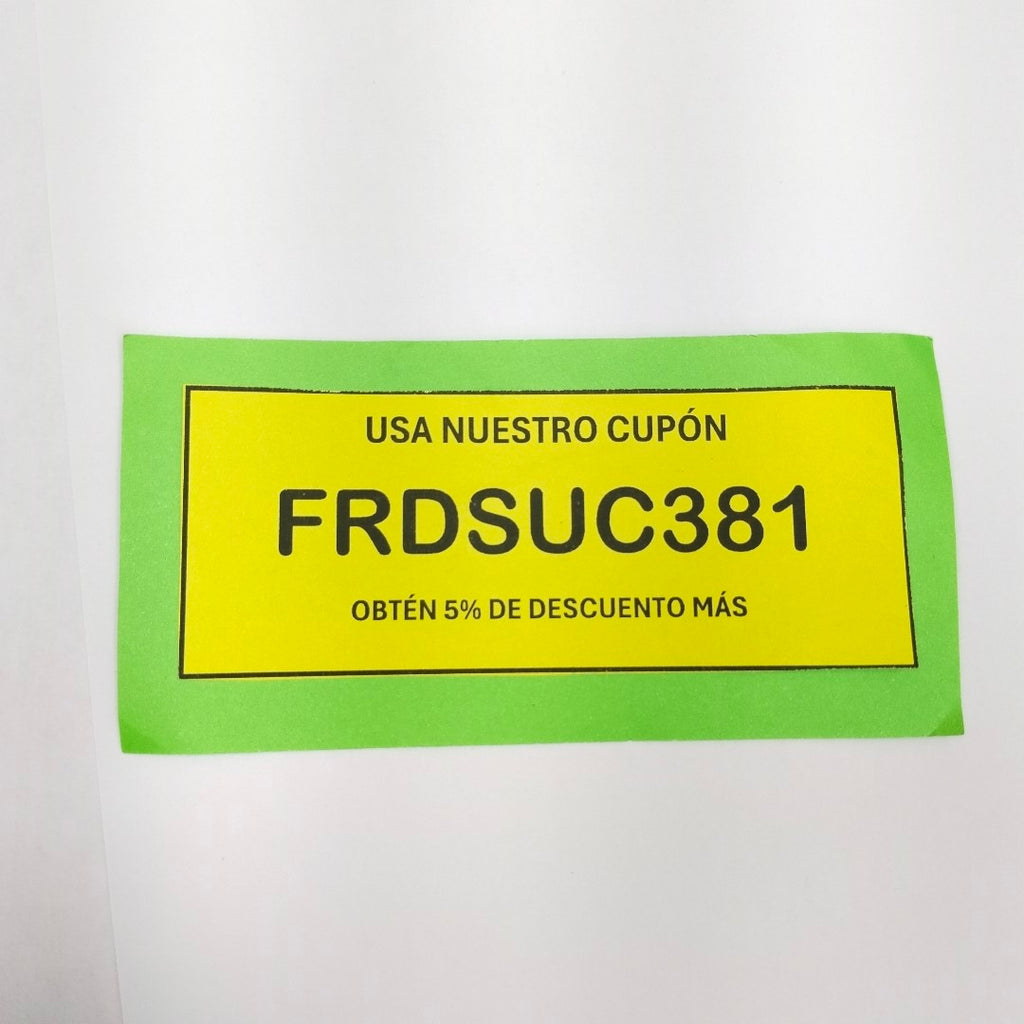 USA NUESTRO CUPÓN
FRDSUC381
OBTÉN 5% DE DESCUENTO MÁS